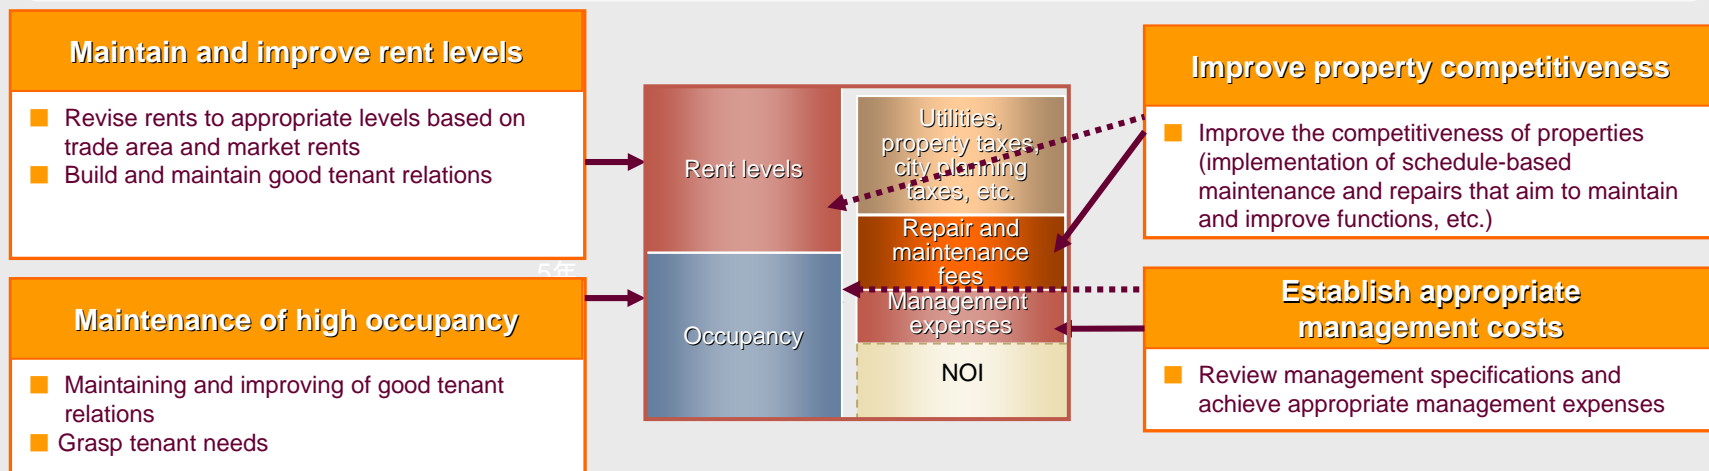 Maintain and improve rent levels
Revise rents to appropriate levels based on
trade area and market rents
Build and maintain good tenant relations
5年
Maintenance of high occupancy
Maintaining and improving of good tenant
relations
Grasp tenant needs
Rent levels
Occupancy
Utilities,
property taxes,
city planning
taxes, etc.
Repair and
maintenance
fees
Management
expenses
NOI
Improve property competitiveness
Improve the competitiveness of properties
(implementation of schedule-based
maintenance and repairs that aim to maintain
and improve functions, etc.)
Establish appropriate
management costs
Review management specifications and
achieve appropriate management expenses